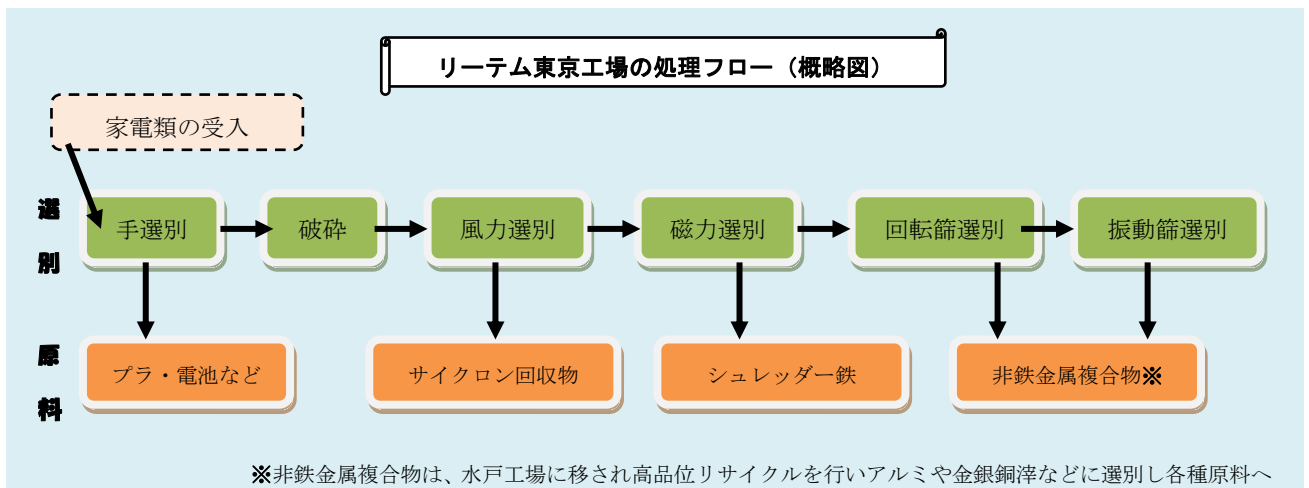 リーテム東京工場の処理フロー（概略図）
家電類の受入
選別
手選別
破砕
風力選別
磁力選別
回転篩選別
振動篩選別
原料
プラ・電池など
サイクロン回収物
シュレッダー鉄
非鉄金属複合物※
※非鉄金属複合物は、水戸工場に移され高品位リサイクルを行いアルミや金銀銅滓などに選別し各種原料へ